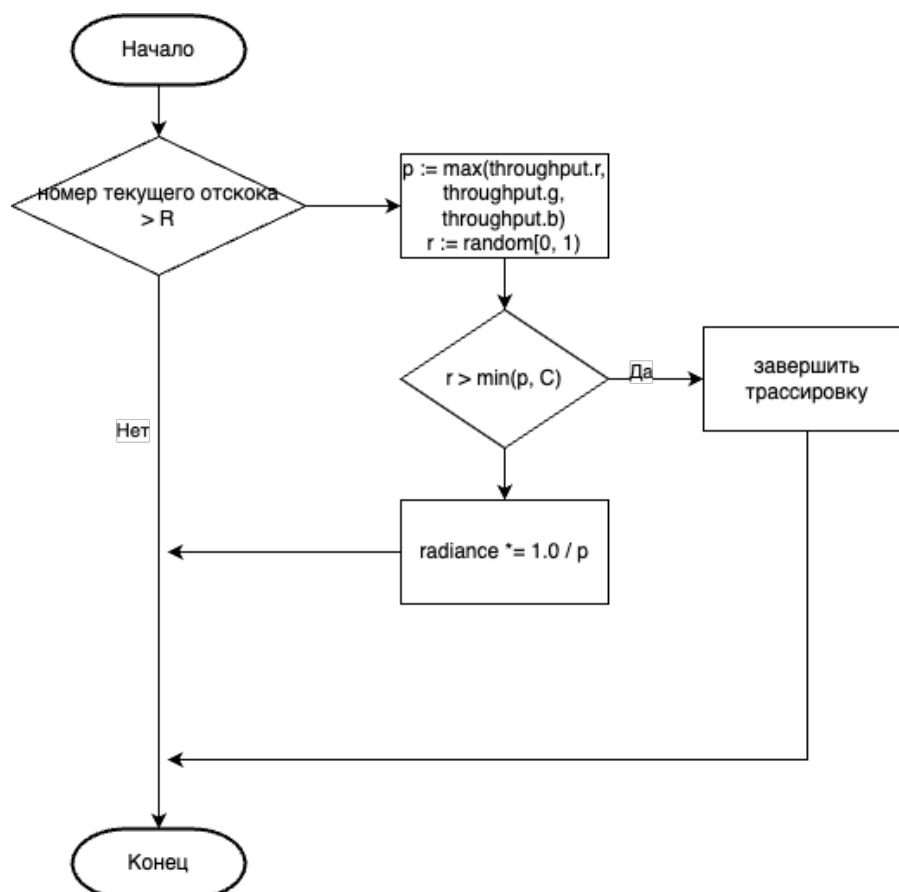 Начало
номер текущего отскока
> R
p := max(throughput.r,
throughput.g,
throughput.b)
r := random[0, 1)
r > min(p, C)
Да
завершить
трассировку
Нет
radiance *= 1.0 / p
Конец